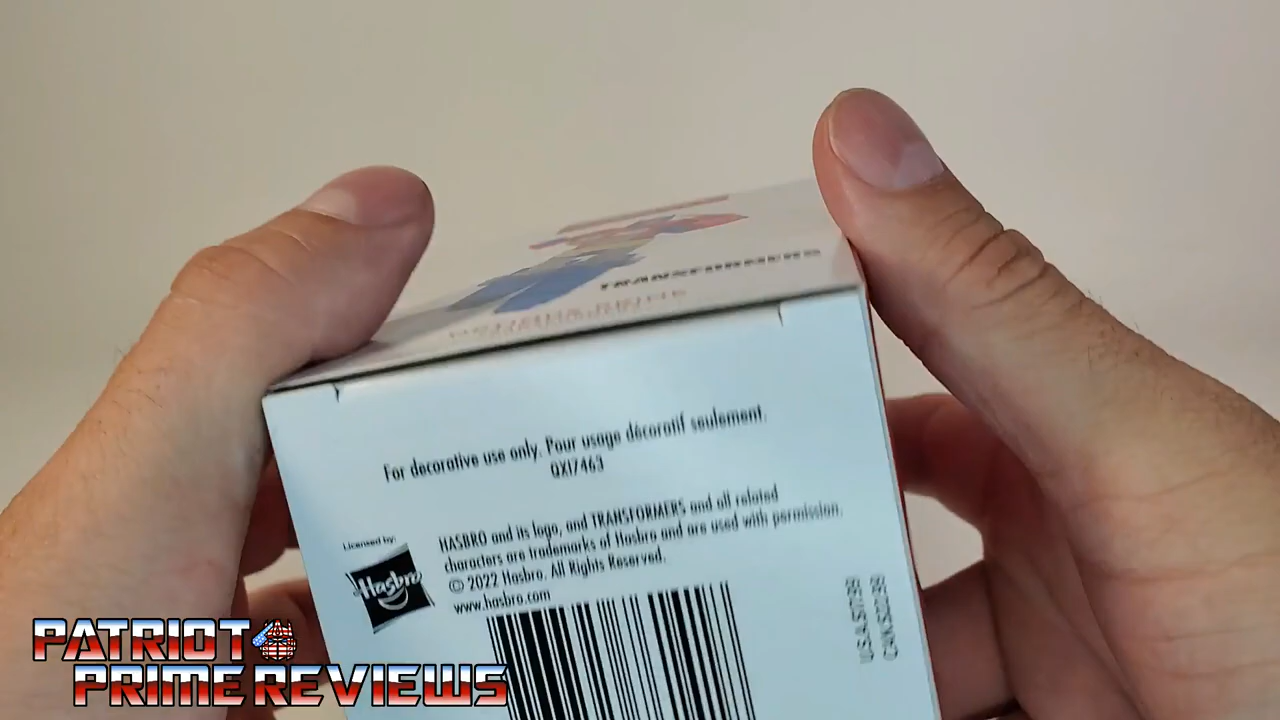 TRANSFORMERS
For decorative use only. Pour usage décoratif seulement.
QXI7463
Licensed by:
Hasbro
HASBRO and its logo, and TRANSFORMERS and all related
characters are trademarks of Hasbro and are used with permission.
© 2022 Hasbro. All Rights Reserved.
www.hasbro.com
PATRIOT
PRIME REVIEWS